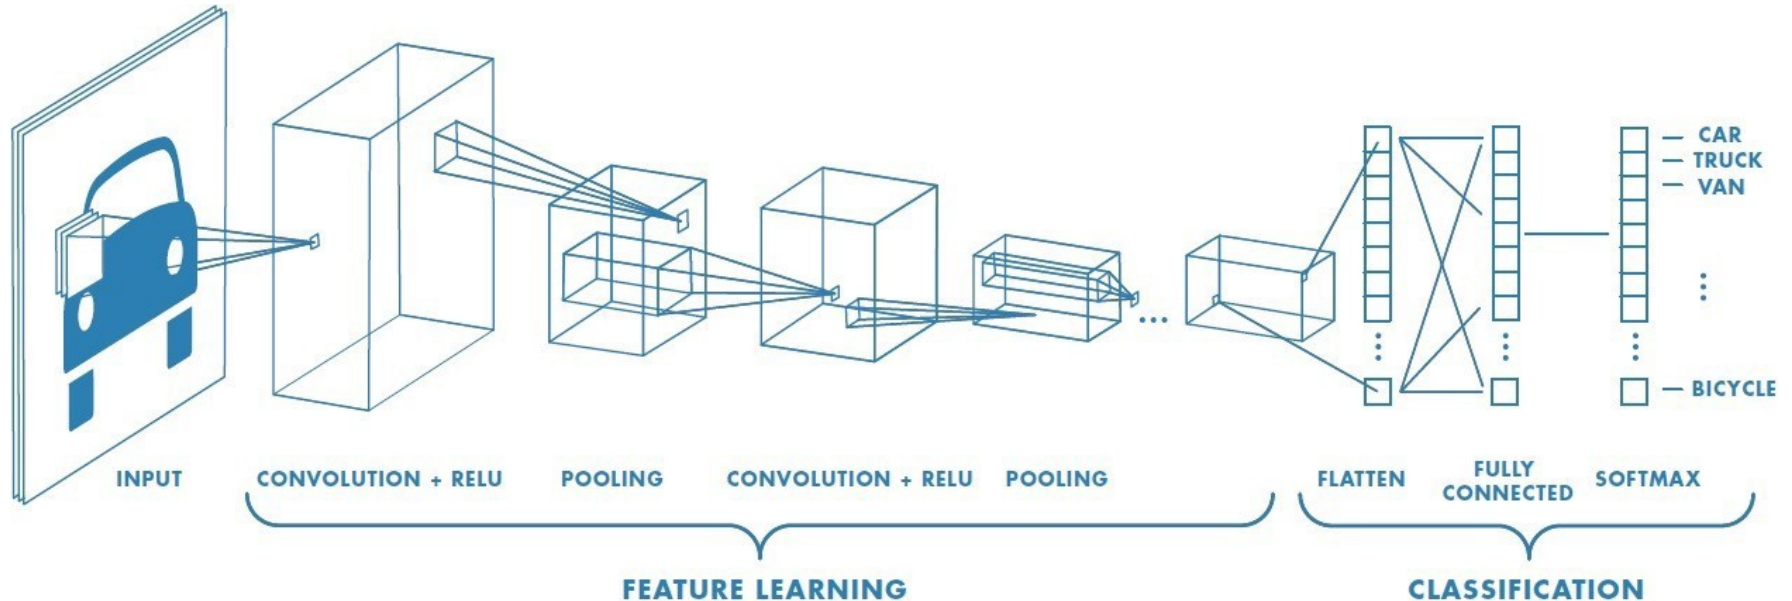 CAR
TRUCK
VAN
BICYCLE
INPUT
CONVOLUTION + RELU
POOLING
CONVOLUTION + RELU
POOLING
FLATTEN
FULLY
CONNECTED
SOFTMAX
FEATURE LEARNING
CLASSIFICATION